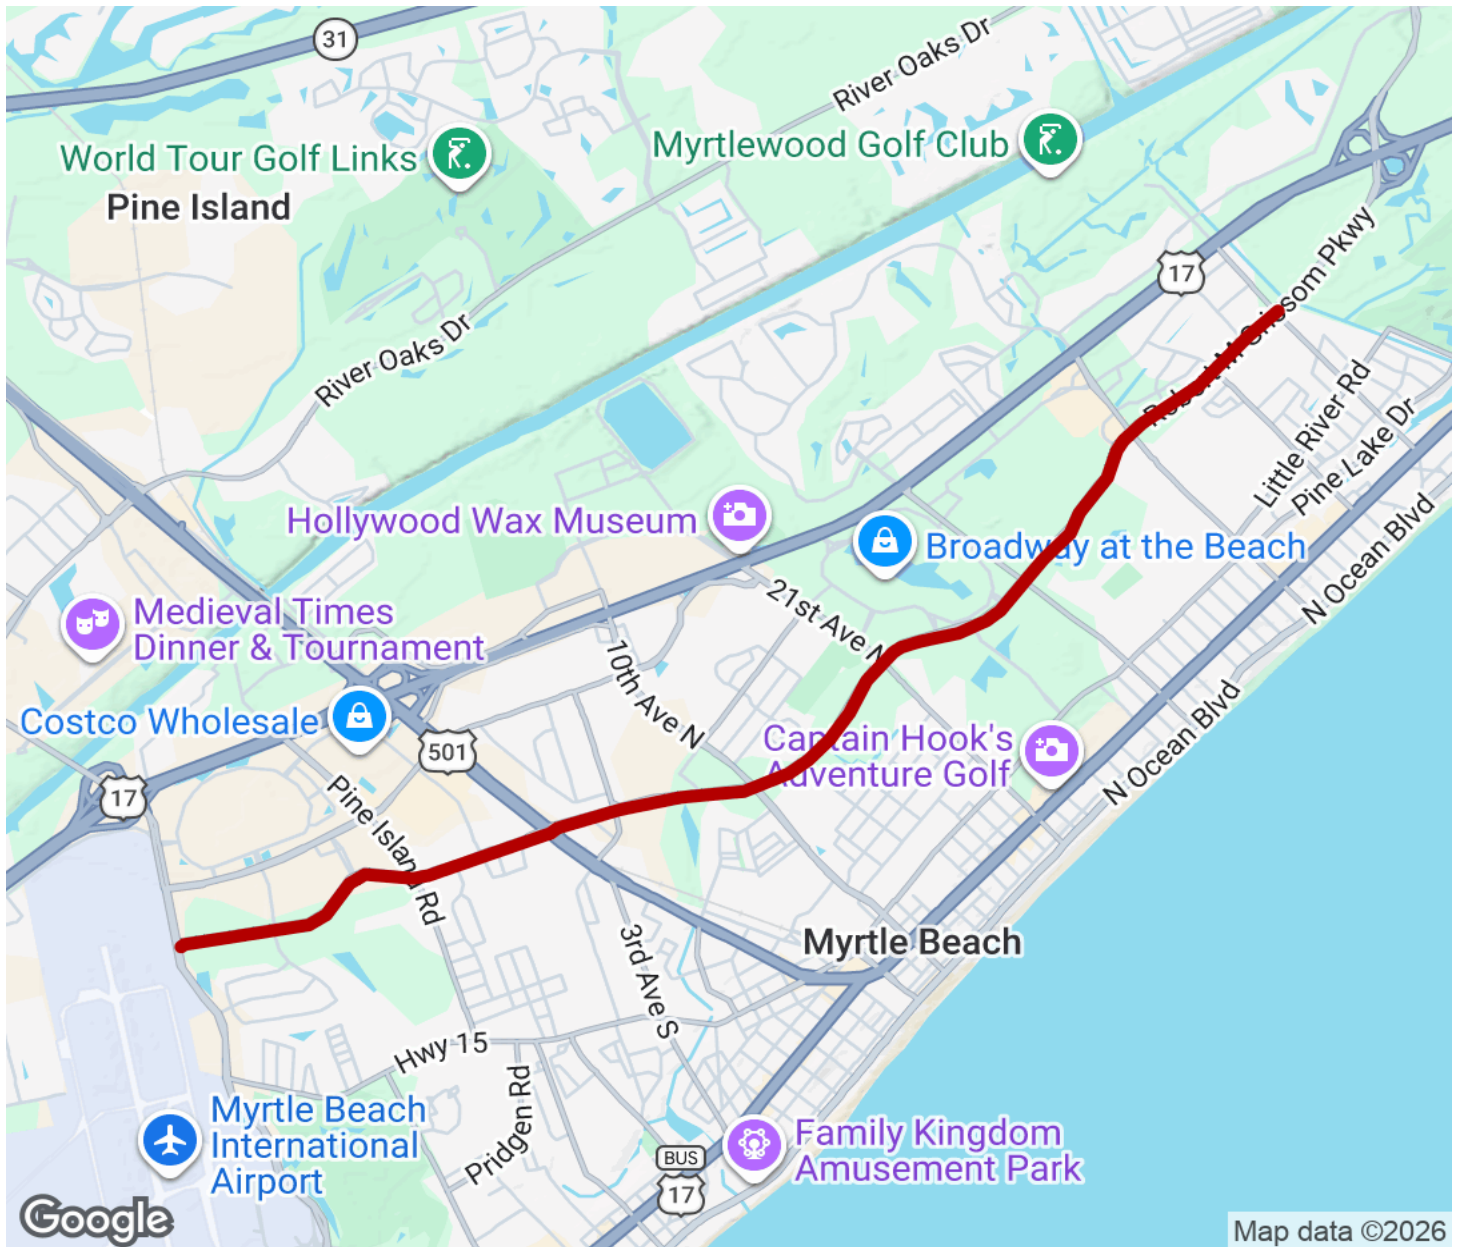 31
River Oaks Dr
World Tour Golf Links
Myrtlewood Golf Club
Pine Island
Robert M Grissom Pkwy
17
River Oaks Dr
Little River Rd
Pine Lake Dr
Hollywood Wax Museum
Broadway at the Beach
N Ocean Blvd
21st Ave N
Medieval Times
Dinner & Tournament
10th Ave N
Costco Wholesale
501
Captain Hook's
Adventure Golf
N Ocean Blvd
17
Pine Island Rd
Myrtle Beach
3rd Ave S
Hwy 15
Pridgen Rd
Myrtle Beach
International
Airport
Family Kingdom
Amusement Park
BUS
17
Google
Map data ©2026